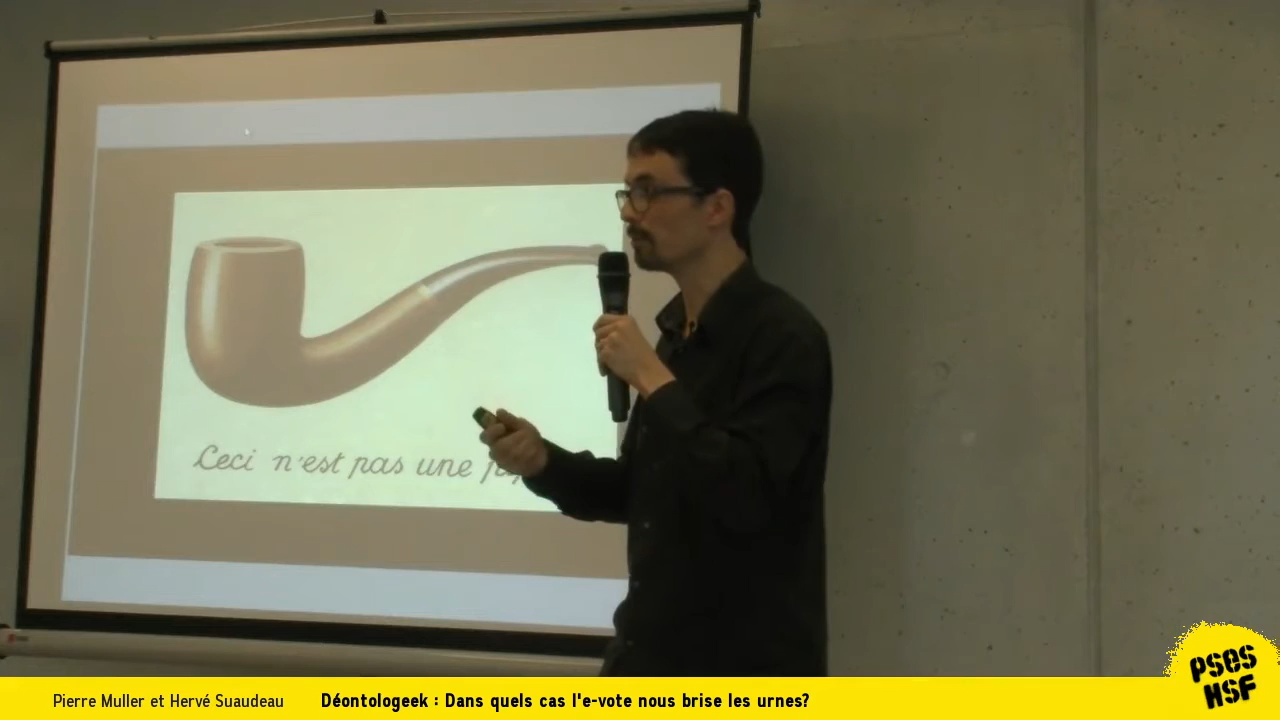 Ceci n'est pas une
Pierre Muller et Hervé Suaudeau
Déontologeek : Dans quels cas l'e-vote nous brise les urnes?
PSES
HSF